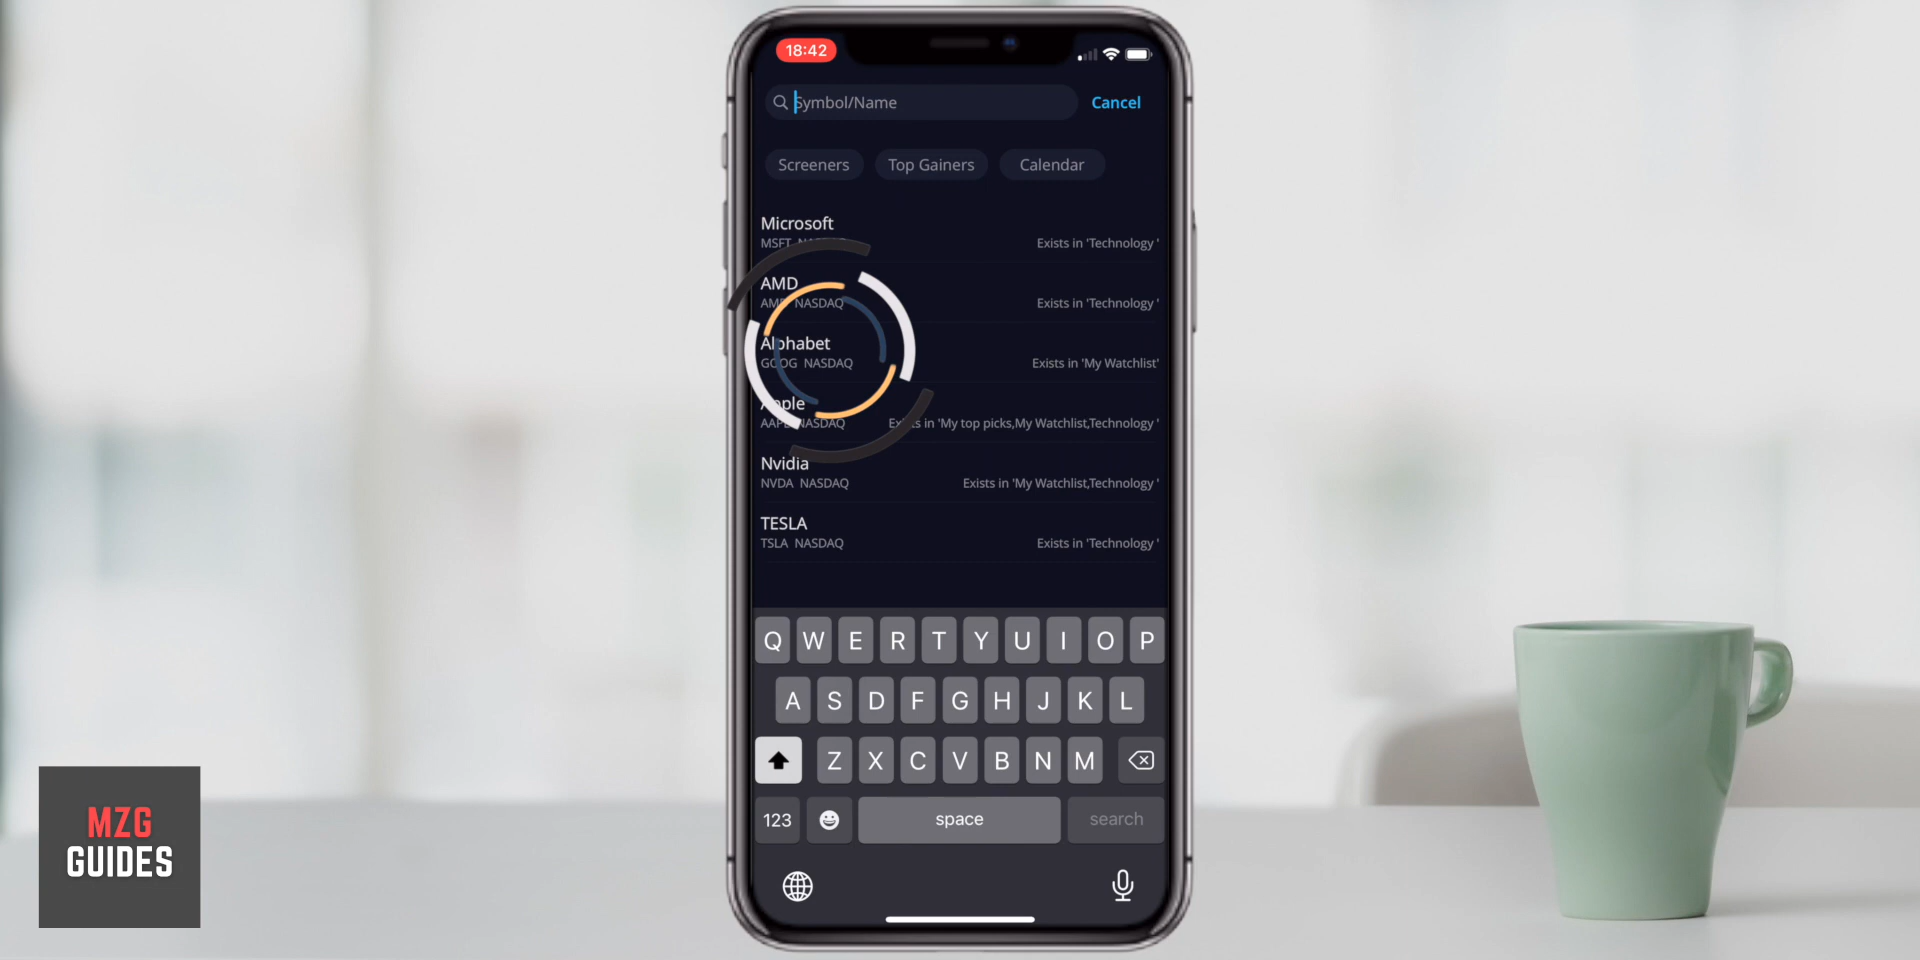 18:42
Symbol/Name
Cancel
Screeners
Top Gainers
Calendar
Microsoft
MSFT NASDAQ
Exists in 'Technology '
AMD
AMD NASDAQ
Exists in 'Technology '
Alphabet
GOOG NASDAQ
Exists in 'My Watchlist'
Apple
AAPL NASDAQ
Exists in 'My top picks,My Watchlist,Technology '
Nvidia
NVDA NASDAQ
Exists in 'My Watchlist,Technology '
TESLA
TSLA NASDAQ
Exists in 'Technology '
Q W E R T Y U I O P
A S D F G H J K L
Z X C V B N M
123
space
search
MZG
GUIDES